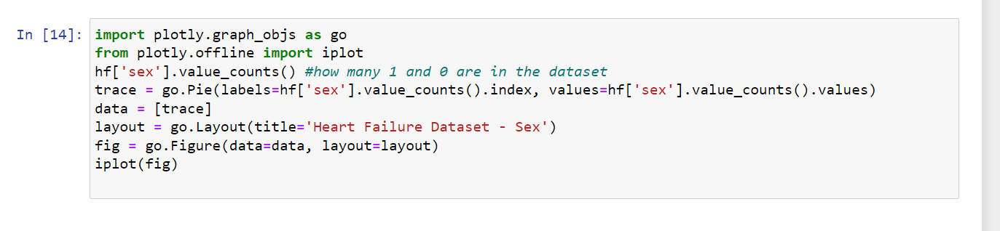 In [14]: import plotly.graph_objs as go
from plotly.offline import iplot
hf['sex'].value_counts() #how many 1 and 0 are in the dataset
trace = go.Pie(labels=hf['sex'].value_counts().index, values=hf['sex'].value_counts().values)
data = [trace]
layout = go.Layout(title='Heart Failure Dataset - Sex')
fig = go.Figure(data=data, layout=layout)
iplot(fig)